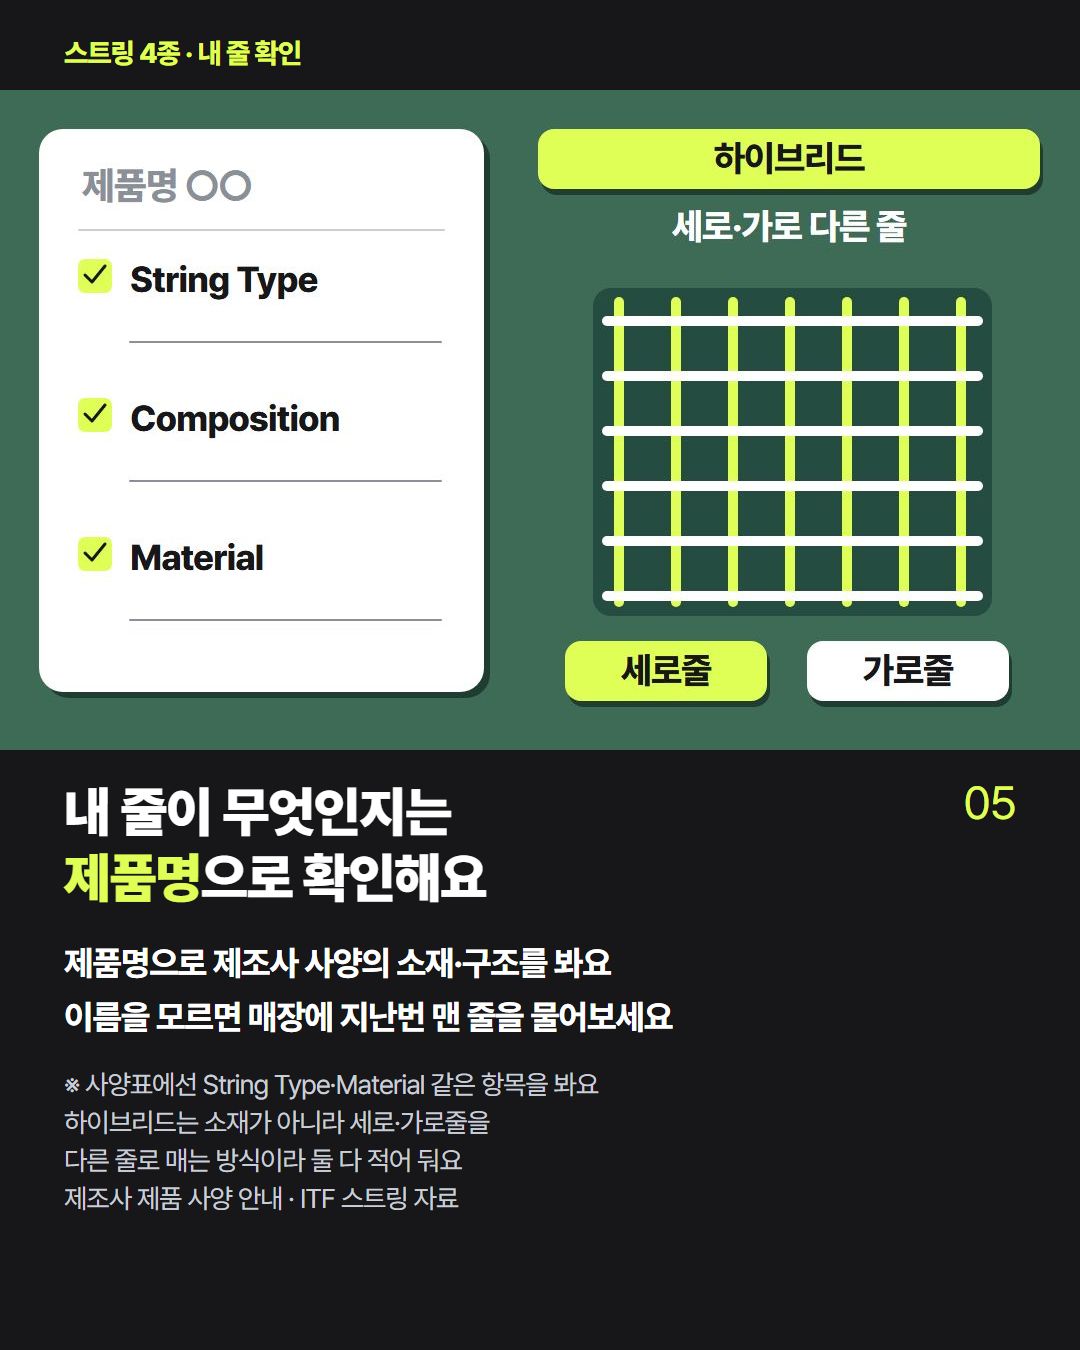 스트링 4종 · 내 줄 확인
제품명 ○○
String Type
Composition
Material
하이브리드
세로·가로 다른 줄
세로줄
가로줄
내 줄이 무엇인지는
제품명으로 확인해요
05
제품명으로 제조사 사양의 소재·구조를 봐요
이름을 모르면 매장에 지난번 맨 줄을 물어보세요
※ 사양표에선 String Type·Material 같은 항목을 봐요
하이브리드는 소재가 아니라 세로·가로줄을
다른 줄로 매는 방식이라 둘 다 적어 둬요
제조사 제품 사양 안내 · ITF 스트링 자료